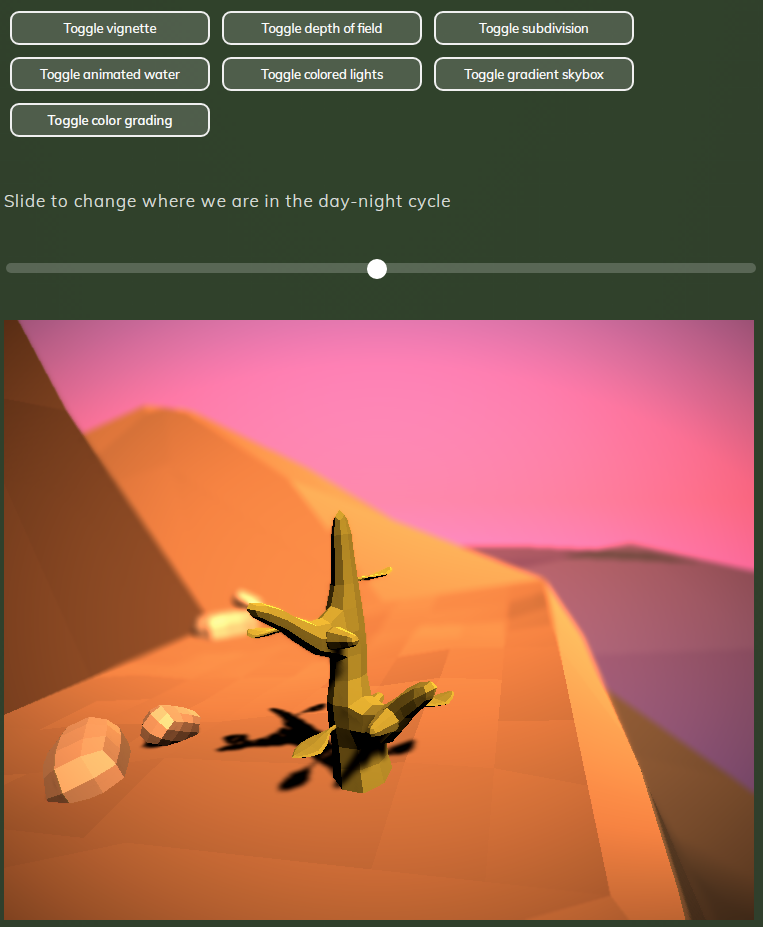 Toggle vignette
Toggle depth of field
Toggle subdivision
Toggle animated water
Toggle colored lights
Toggle gradient skybox
Toggle color grading
Slide to change where we are in the day-night cycle